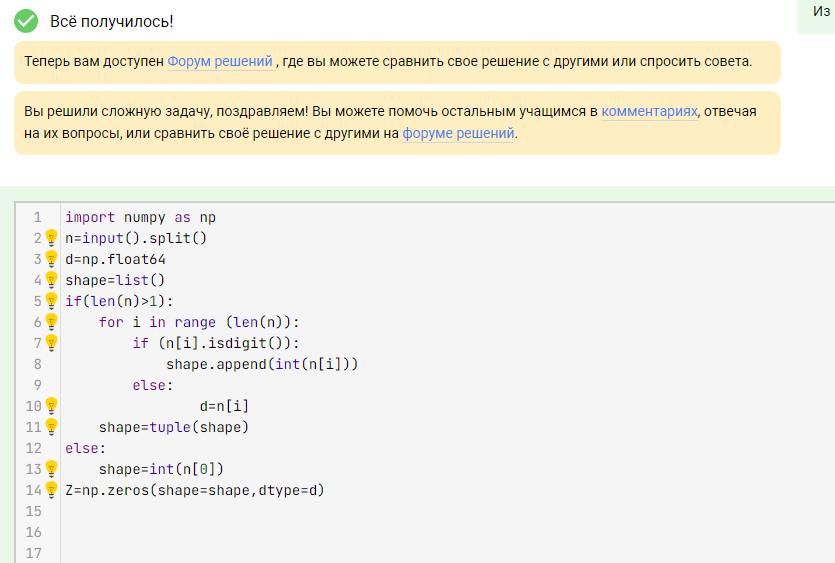 Всё получилось!
Из
Теперь вам доступен Форум решений , где вы можете сравнить свое решение с другими или спросить совета.
Вы решили сложную задачу, поздравляем! Вы можете помочь остальным учащимся в комментариях, отвечая
на их вопросы, или сравнить своё решение с другими на форуме решений.
1 import numpy as np
2 n=input().split()
3 d=np.float64
4 shape=list()
5 if(len(n)>1):
6     for i in range (len(n)):
7         if (n[i].isdigit()):
8             shape.append(int(n[i]))
9         else:
10                 d=n[i]
11     shape=tuple(shape)
12 else:
13     shape=int(n[0])
14 Z=np.zeros(shape=shape,dtype=d)
15
16
17